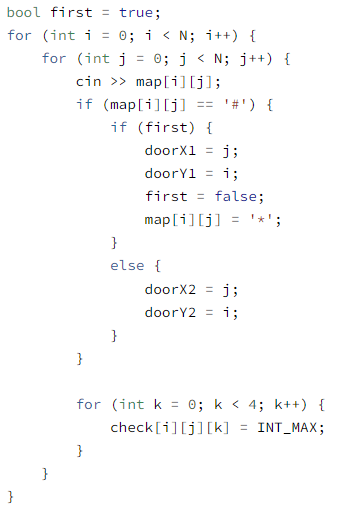 bool first = true;
for (int i = 0; i < N; i++) {
    for (int j = 0; j < N; j++) {
        cin >> map[i][j];
        if (map[i][j] == '#') {
            if (first) {
                doorX1 = j;
                doorY1 = i;
                first = false;
                map[i][j] = '*';
            }
            else {
                doorX2 = j;
                doorY2 = i;
            }
        }

        for (int k = 0; k < 4; k++) {
            check[i][j][k] = INT_MAX;
        }
    }
}